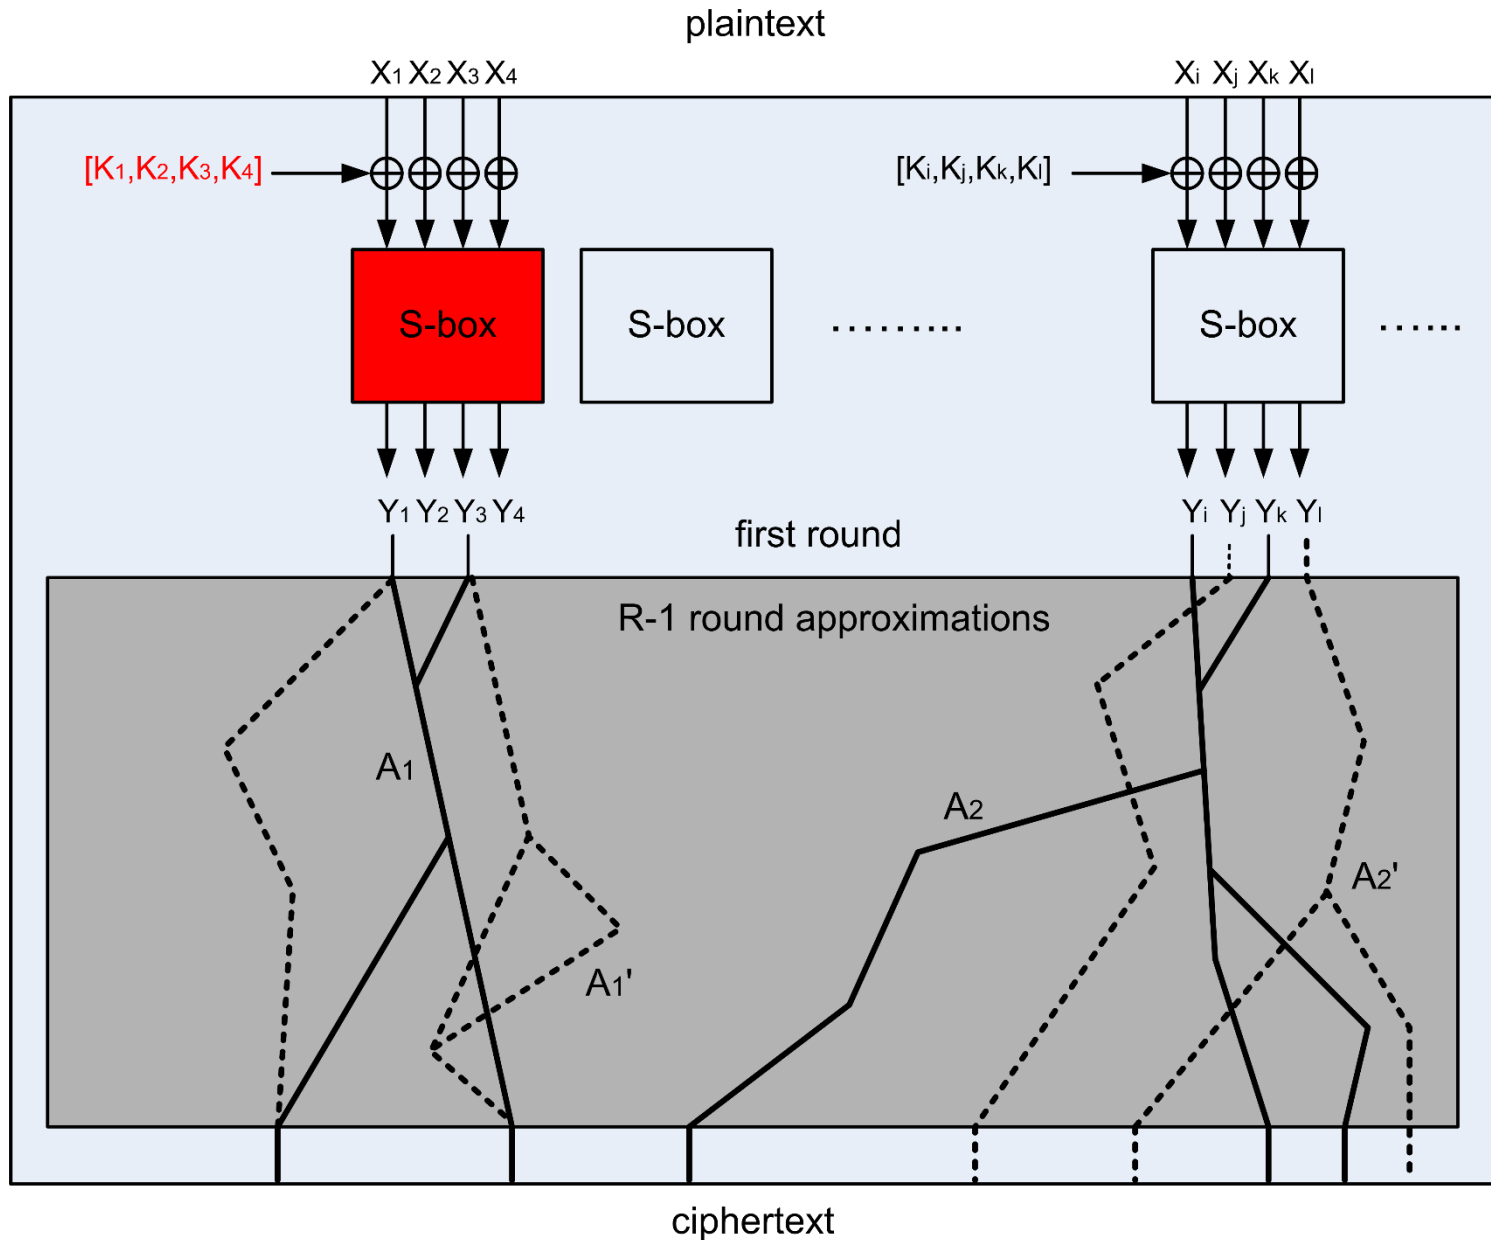 plaintext
X1 X2 X3 X4 Xi Xj Xk Xl
[K1,K2,K3,K4] [Ki,Kj,Kk,Kl]
S-box S-box ......... S-box ......
Y1 Y2 Y3 Y4 Yi Yj Yk Yl
first round
R-1 round approximations
A1
A2
A2'
A1'
ciphertext